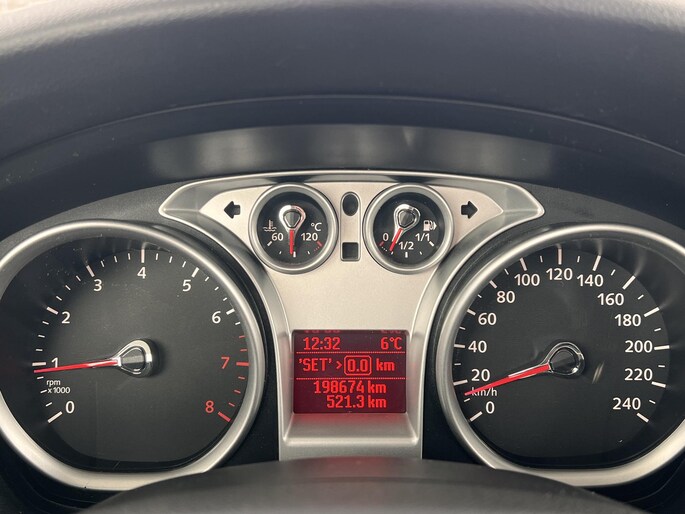 °C
60 120
0 1/2 1/1
0 1 2 3 4 5 6 7 8
rpm
x1000
12:32 6°C
'SET' > 0.0 km
198674 km
521.3 km
0 20 40 60 80 100 120 140 160 180 200 220 240
km/h